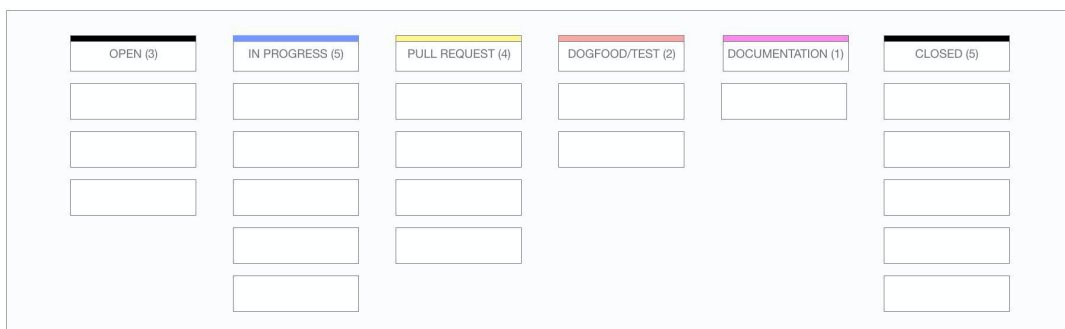 OPEN (3)
IN PROGRESS (5)
PULL REQUEST (4)
DOGFOOD/TEST (2)
DOCUMENTATION (1)
CLOSED (5)